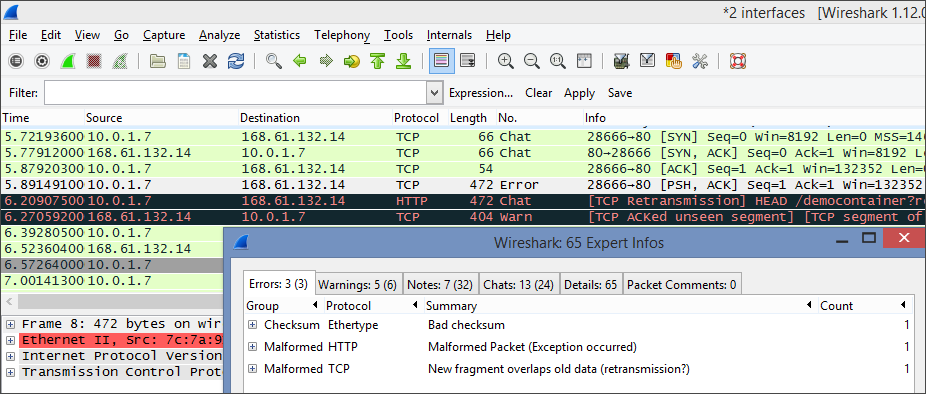 *2 interfaces [Wireshark 1.12.0
File Edit View Go Capture Analyze Statistics Telephony Tools Internals Help
Filter: Expression... Clear Apply Save
Time Source Destination Protocol Length No. Info
5.72193600 10.0.1.7 168.61.132.14 TCP 66 Chat 28666→80 [SYN] Seq=0 Win=8192 Len=0 MSS=146
5.77912000 168.61.132.14 10.0.1.7 TCP 66 Chat 80→28666 [SYN, ACK] Seq=0 Ack=1 Win=8192 Le
5.87920300 10.0.1.7 168.61.132.14 TCP 54 28666→80 [ACK] Seq=1 Ack=1 Win=132352 Len=0
5.89149100 10.0.1.7 168.61.132.14 TCP 472 Error 28666→80 [PSH, ACK] Seq=1 Ack=1 Win=132352
6.20907500 10.0.1.7 168.61.132.14 HTTP 472 Chat [TCP Retransmission] HEAD /democontainer?re
6.27059200 168.61.132.14 10.0.1.7 TCP 404 Warn [TCP ACKed unseen segment] [TCP segment of
6.39280500 10.0.1.7
6.52360400 168.61.132.14
6.57264000 10.0.1.7
7.00141300 10.0.1.7
Frame 8: 472 bytes on wir
Ethernet II, Src: 7c:7a:9
Internet Protocol Version
Transmission Control Prot
Wireshark: 65 Expert Infos
Errors: 3 (3) Warnings: 5 (6) Notes: 7 (32) Chats: 13 (24) Details: 65 Packet Comments: 0
Group Protocol Summary Count
Checksum Ethertype Bad checksum 1
Malformed HTTP Malformed Packet (Exception occurred) 1
Malformed TCP New fragment overlaps old data (retransmission?) 1